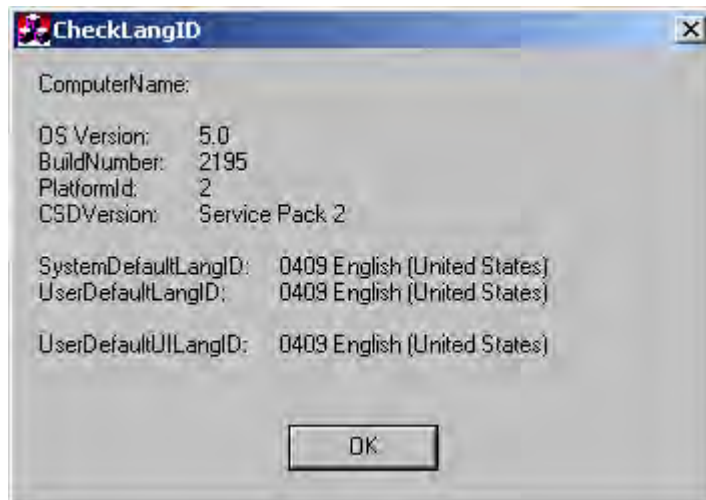 CheckLangID
ComputerName:
OS Version: 5.0
BuildNumber: 2195
PlatformId: 2
CSDVersion: Service Pack 2
SystemDefaultLangID: 0409 English (United States)
UserDefaultLangID: 0409 English (United States)
UserDefaultUILangID: 0409 English (United States)
OK